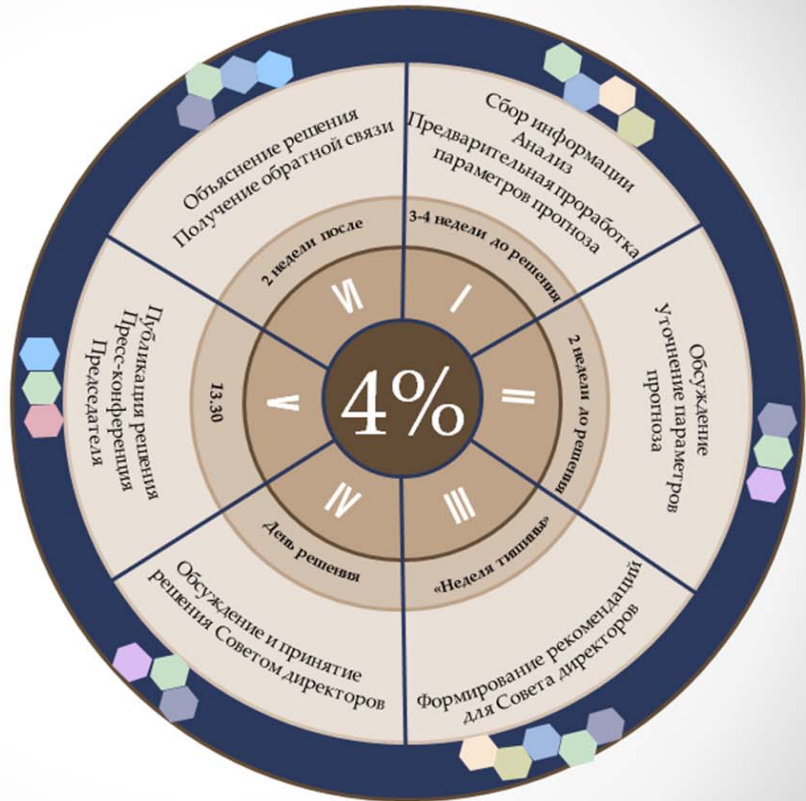 4%
I
3-4 недели до решения
Сбор информации
Анализ
Предварительная проработка
параметров прогноза
II
2 недели до решения
Обсуждение
Уточнение параметров
прогноза
III
«Неделя тишины»
Формирование рекомендаций
для Совета директоров
IV
День решения
Обсуждение и принятие
решения Советом директоров
V
13.30
Публикация решения
Пресс-конференция
Председателя
VI
2 недели после
Объяснение решения
Получение обратной связи